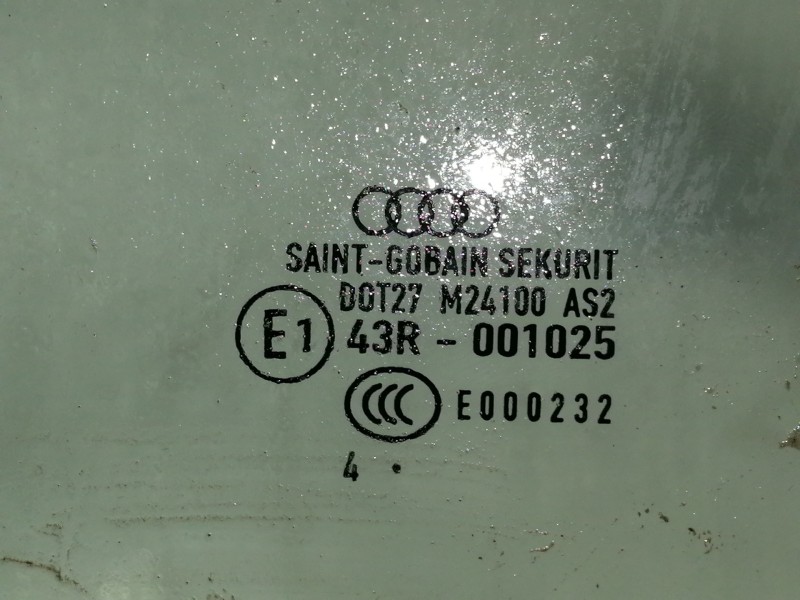 SAINT-GOBAIN SEKURIT
DOT27 M24100 AS2
E1 43R - 001025
CCC E000232
4 •